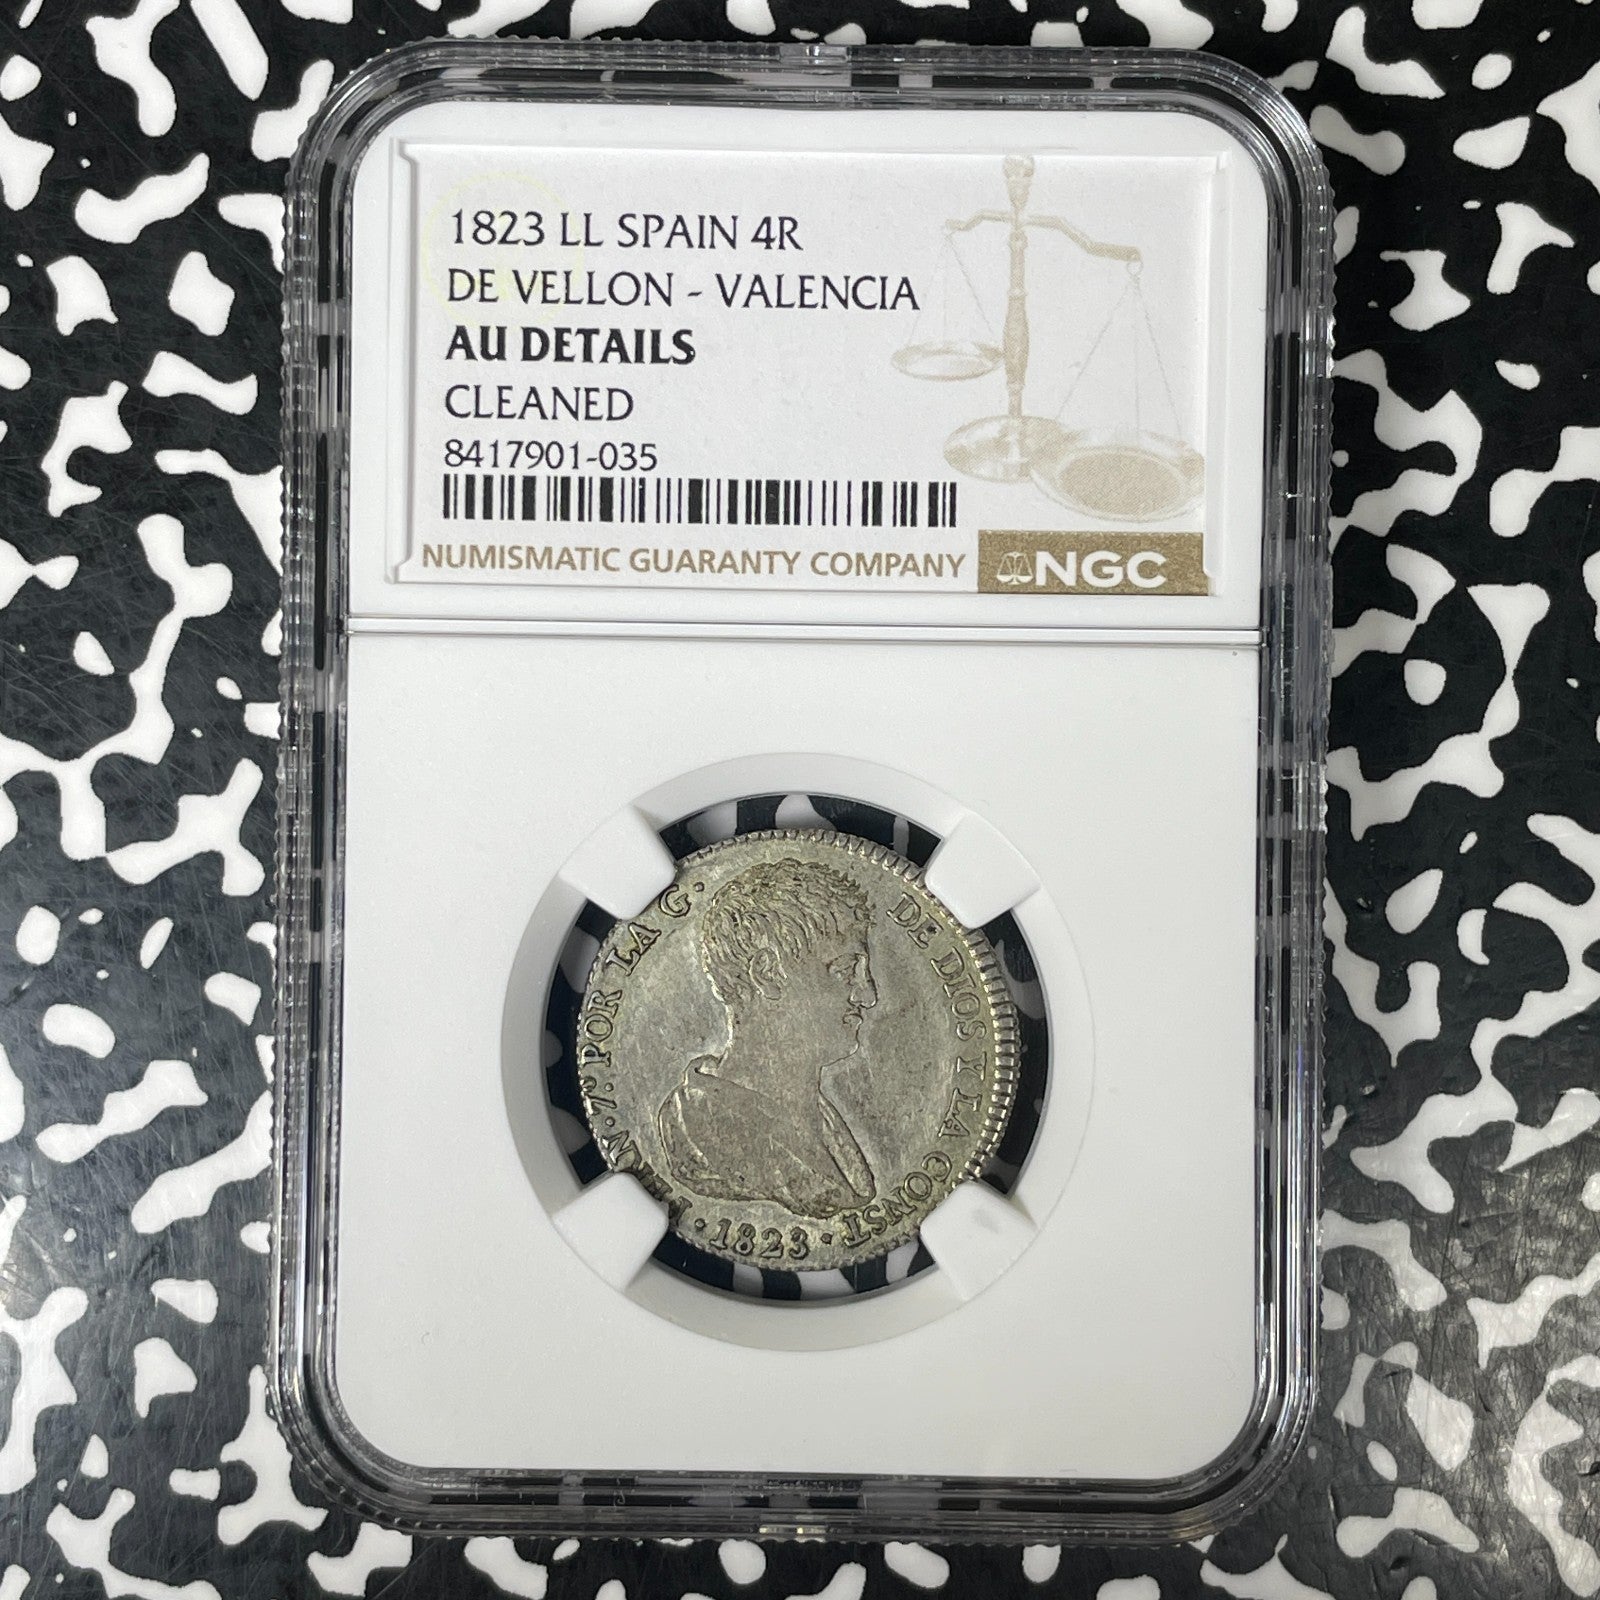 1823 LL SPAIN 4R
DE VELLON - VALENCIA
AU DETAILS
CLEANED
8417901-035
NUMISMATIC GUARANTY COMPANY
NGC
7º. POR LA G. DE DIOS Y LA CONST
· 1823 ·